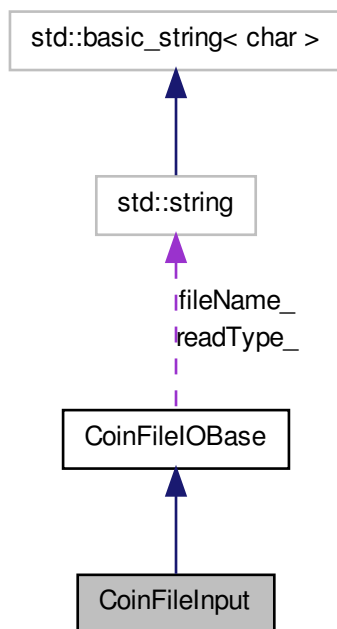 std::basic_string< char >
std::string
fileName_
readType_
CoinFileIOBase
CoinFileInput